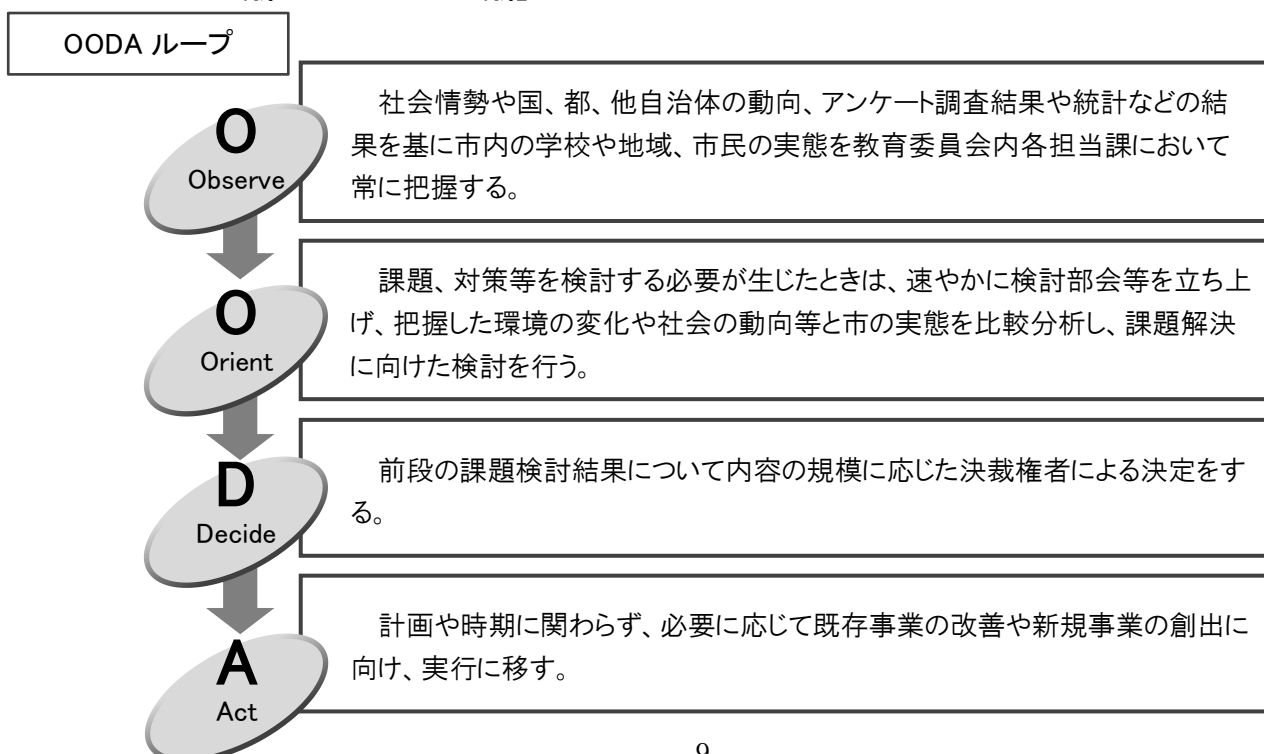 OODA ループ
O
Observe
社会情勢や国、都、他自治体の動向、アンケート調査結果や統計などの結
果を基に市内の学校や地域、市民の実態を教育委員会内各担当課において
常に把握する。
O
Orient
課題、対策等を検討する必要が生じたときは、速やかに検討部会等を立ち上
げ、把握した環境の変化や社会の動向等と市の実態を比較分析し、課題解決
に向けた検討を行う。
D
Decide
前段の課題検討結果について内容の規模に応じた決裁権者による決定をす
る。
A
Act
計画や時期に関わらず、必要に応じて既存事業の改善や新規事業の創出に
向け、実行に移す。
9